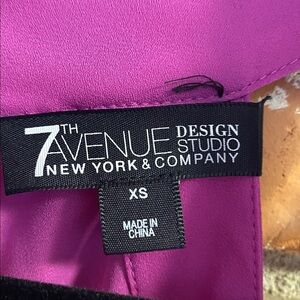 7TH AVENUE DESIGN STUDIO
NEW YORK & COMPANY
XS
MADE IN
CHINA